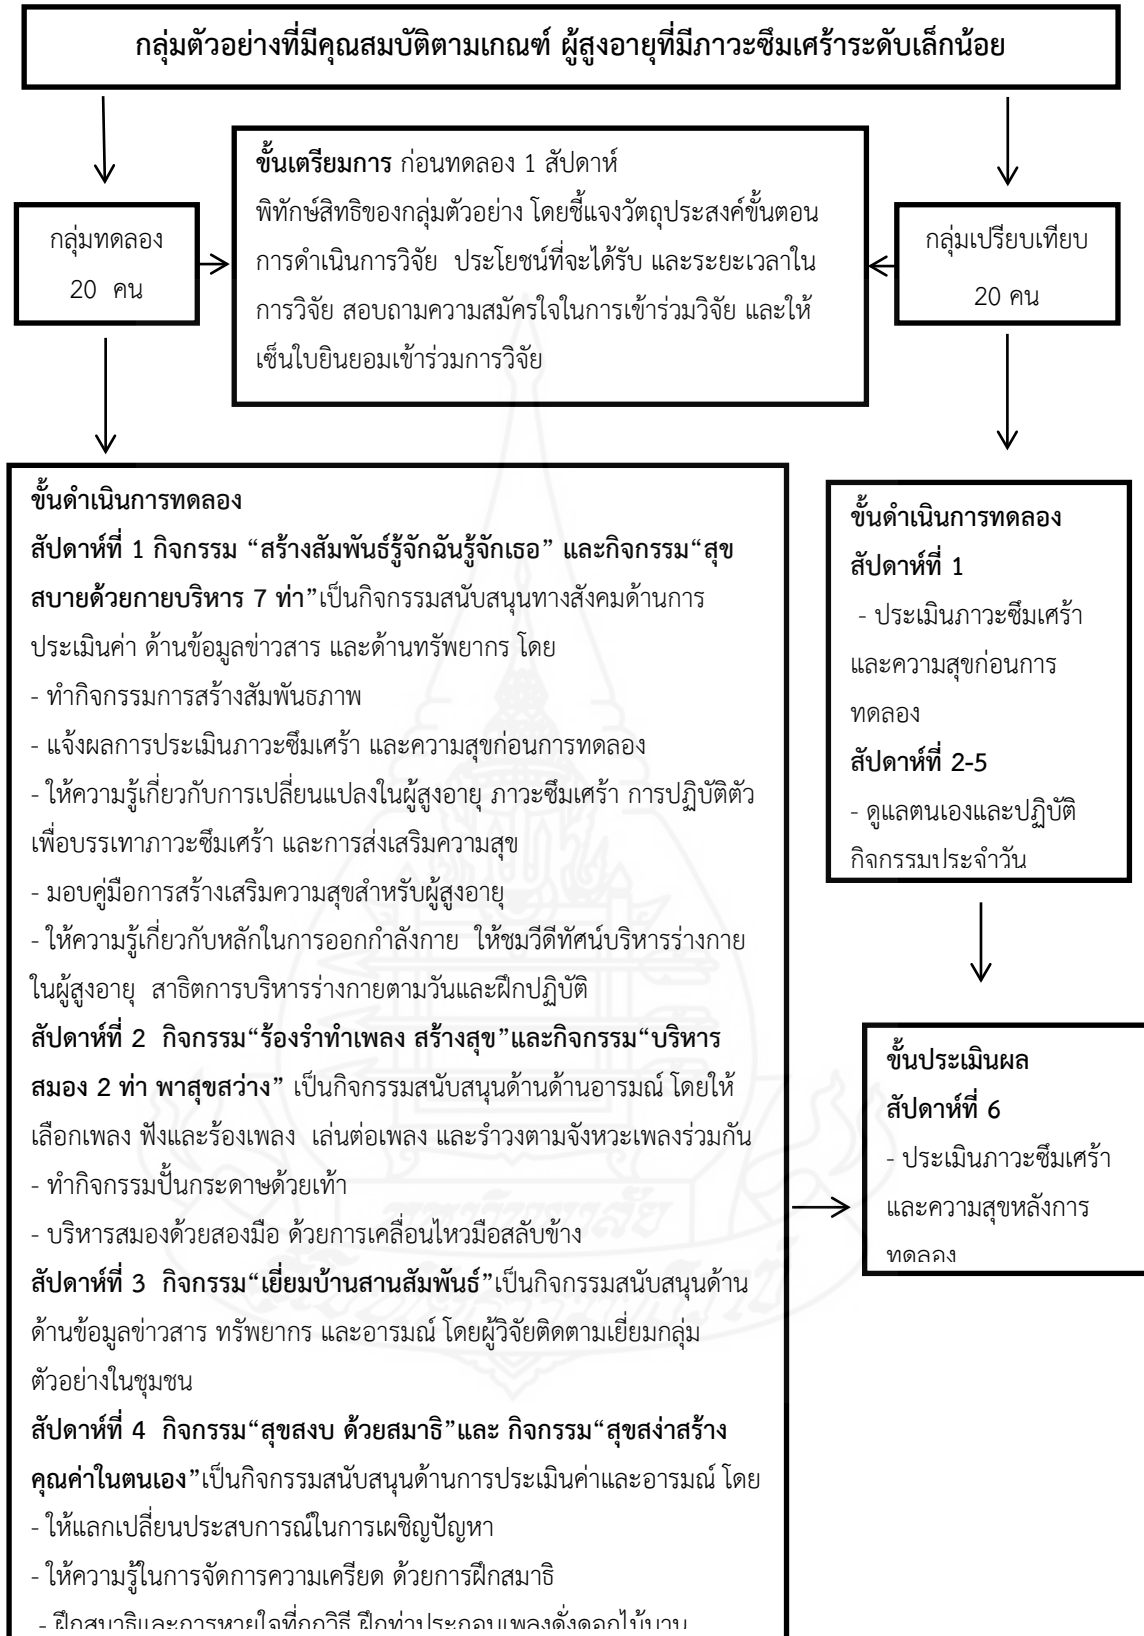 กลุ่มตัวอย่างที่มีคุณสมบัติตามเกณฑ์ ผู้สูงอายุที่มีภาวะซึมเศร้าระดับเล็กน้อย
ขั้นเตรียมการ ก่อนทดลอง 1 สัปดาห์
พิทักษ์สิทธิของกลุ่มตัวอย่าง โดยชี้แจงวัตถุประสงค์ขั้นตอน
การดำเนินการวิจัย ประโยชน์ที่จะได้รับ และระยะเวลาใน
การวิจัย สอบถามความสมัครใจในการเข้าร่วมวิจัย และให้
เซ็นใบยินยอมเข้าร่วมการวิจัย
กลุ่มทดลอง
20 คน
กลุ่มเปรียบเทียบ
20 คน
ขั้นดำเนินการทดลอง
สัปดาห์ที่ 1 กิจกรรม “สร้างสัมพันธ์รู้จักฉันรู้จักเธอ” และกิจกรรม“สุข
สบายด้วยกายบริหาร 7 ท่า”เป็นกิจกรรมสนับสนุนทางสังคมด้านการ
ประเมินค่า ด้านข้อมูลข่าวสาร และด้านทรัพยากร โดย
- ทำกิจกรรมการสร้างสัมพันธภาพ
- แจ้งผลการประเมินภาวะซึมเศร้า และความสุขก่อนการทดลอง
- ให้ความรู้เกี่ยวกับการเปลี่ยนแปลงในผู้สูงอายุ ภาวะซึมเศร้า การปฏิบัติตัว
เพื่อบรรเทาภาวะซึมเศร้า และการส่งเสริมความสุข
- มอบคู่มือการสร้างเสริมความสุขสำหรับผู้สูงอายุ
- ให้ความรู้เกี่ยวกับหลักในการออกกำลังกาย ให้ชมวีดีทัศน์บริหารร่างกาย
ในผู้สูงอายุ สาธิตการบริหารร่างกายตามวันและฝึกปฏิบัติ
สัปดาห์ที่ 2 กิจกรรม“ร้องรำทำเพลง สร้างสุข”และกิจกรรม“บริหาร
สมอง 2 ท่า พาสุขสว่าง” เป็นกิจกรรมสนับสนุนด้านด้านอารมณ์ โดยให้
เลือกเพลง ฟังและร้องเพลง เล่นต่อเพลง และรำวงตามจังหวะเพลงร่วมกัน
- ทำกิจกรรมปั้นกระดาษด้วยเท้า
- บริหารสมองด้วยสองมือ ด้วยการเคลื่อนไหวมือสลับข้าง
สัปดาห์ที่ 3 กิจกรรม“เยี่ยมบ้านสานสัมพันธ์”เป็นกิจกรรมสนับสนุนด้าน
ด้านข้อมูลข่าวสาร ทรัพยากร และอารมณ์ โดยผู้วิจัยติดตามเยี่ยมกลุ่ม
ตัวอย่างในชุมชน
สัปดาห์ที่ 4 กิจกรรม“สุขสงบ ด้วยสมาธิ”และ กิจกรรม“สุขสง่าสร้าง
คุณค่าในตนเอง”เป็นกิจกรรมสนับสนุนด้านการประเมินค่าและอารมณ์ โดย
- ให้แลกเปลี่ยนประสบการณ์ในการเผชิญปัญหา
- ให้ความรู้ในการจัดการความเครียด ด้วยการฝึกสมาธิ
- ฝึกสมาธิและการหายใจที่ถูกวิธี ฝึกท่าประกอบเพลงดั่งดอกไม้บาน
ขั้นดำเนินการทดลอง
สัปดาห์ที่ 1
- ประเมินภาวะซึมเศร้า
และความสุขก่อนการ
ทดลอง
สัปดาห์ที่ 2-5
- ดูแลตนเองและปฏิบัติ
กิจกรรมประจำวัน
ขั้นประเมินผล
สัปดาห์ที่ 6
- ประเมินภาวะซึมเศร้า
และความสุขหลังการ
ทดลอง